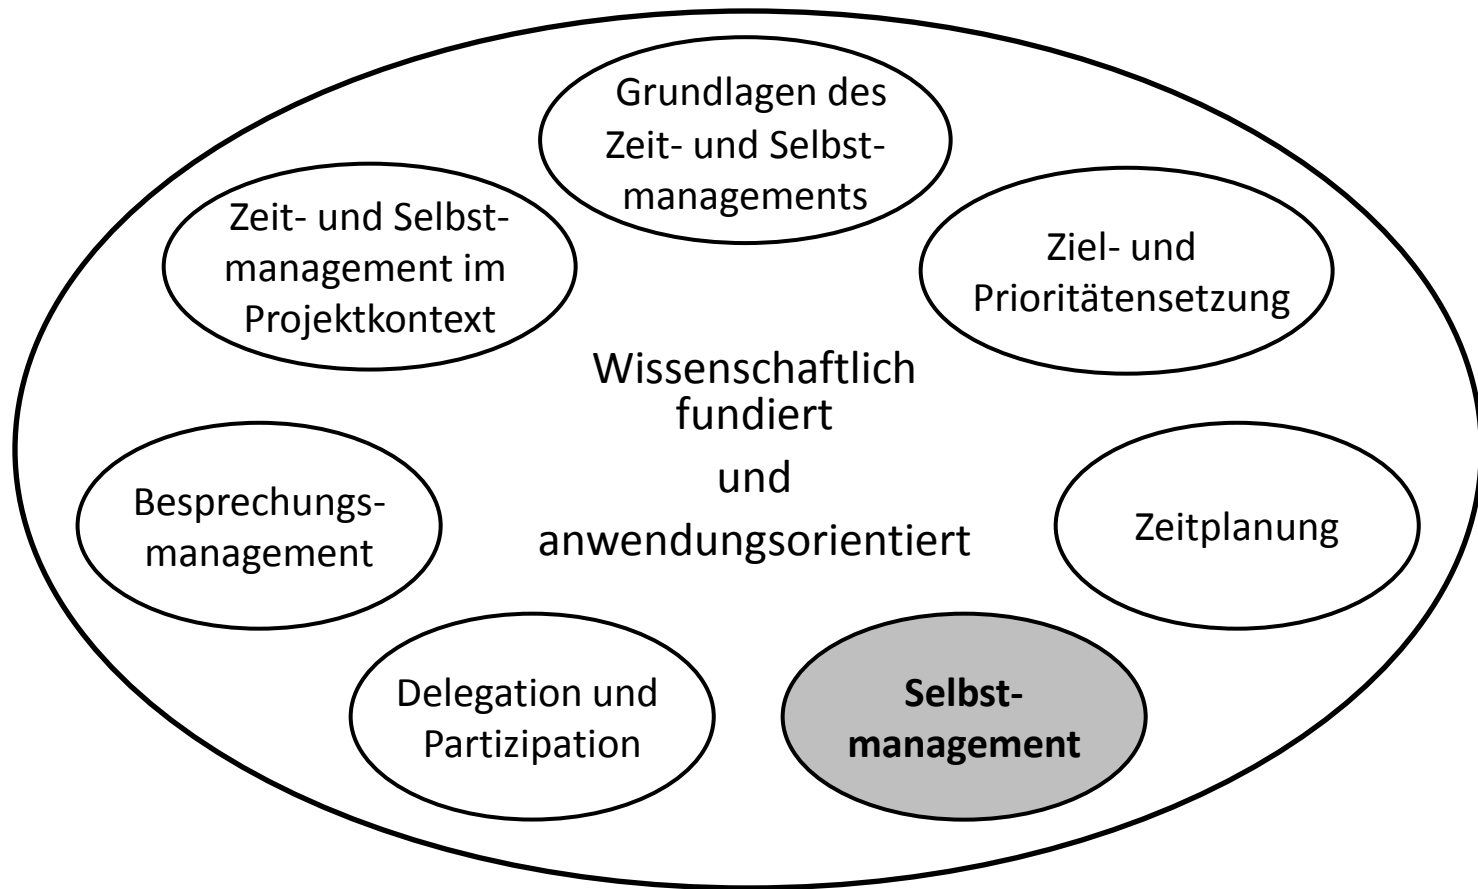 Grundlagen des
Zeit- und Selbst-
managements
Zeit- und Selbst-
management im
Projektkontext
Ziel- und
Prioritätensetzung
Wissenschaftlich
fundiert
und
anwendungsorientiert
Besprechungs-
management
Zeitplanung
Delegation und
Partizipation
Selbst-
management